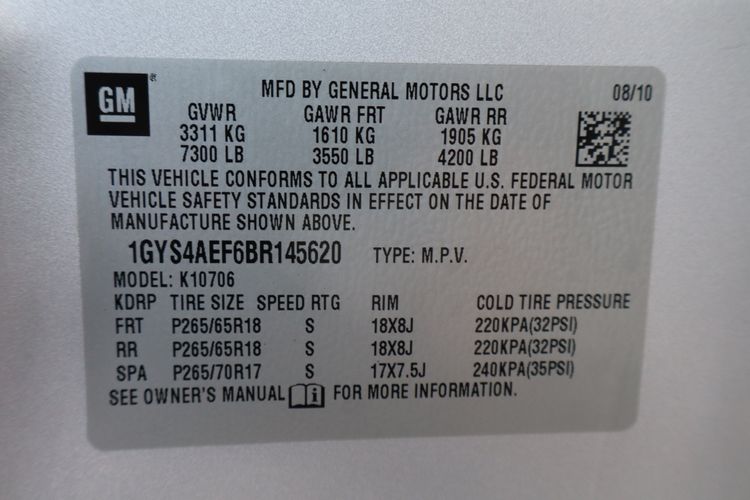 GM ® MFD BY GENERAL MOTORS LLC 08/10
GVWR GAWR FRT GAWR RR
3311 KG 1610 KG 1905 KG
7300 LB 3550 LB 4200 LB
THIS VEHICLE CONFORMS TO ALL APPLICABLE U.S. FEDERAL MOTOR
VEHICLE SAFETY STANDARDS IN EFFECT ON THE DATE OF
MANUFACTURE SHOWN ABOVE.
1GYS4AEF6BR145620 TYPE: M.P.V.
MODEL: K10706
KDRP TIRE SIZE SPEED RTG RIM COLD TIRE PRESSURE
FRT P265/65R18 S 18X8J 220KPA(32PSI)
RR P265/65R18 S 18X8J 220KPA(32PSI)
SPA P265/70R17 S 17X7.5J 240KPA(35PSI)
SEE OWNER'S MANUAL i FOR MORE INFORMATION.